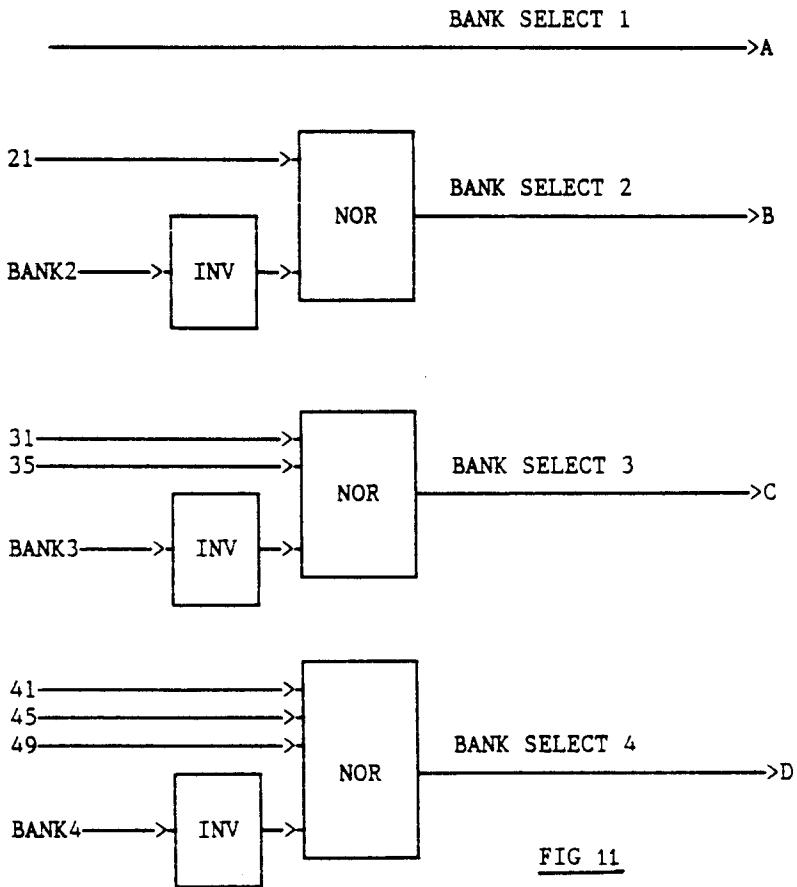 BANK SELECT 1
A
21
NOR
BANK SELECT 2
B
BANK2
INV
31
35
NOR
BANK SELECT 3
C
BANK3
INV
41
45
49
NOR
BANK SELECT 4
D
BANK4
INV
FIG 11